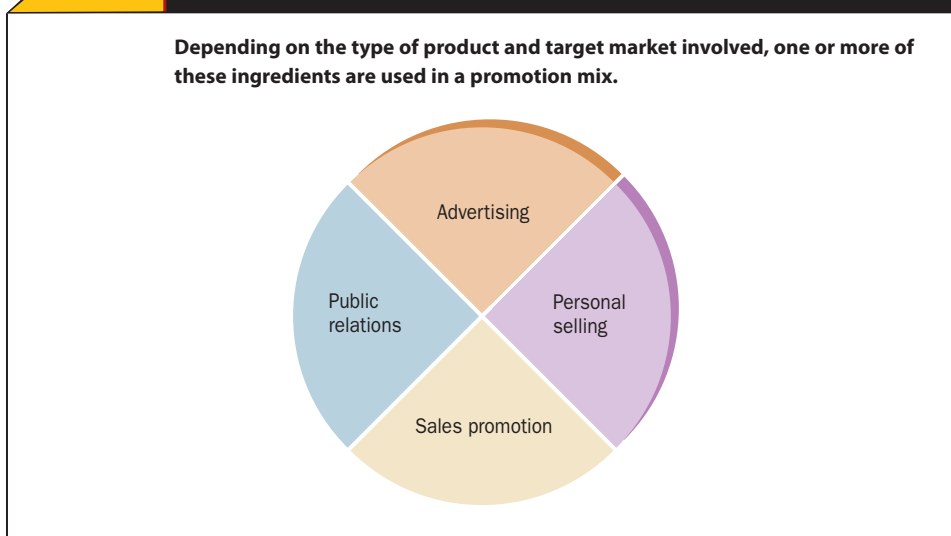 Depending on the type of product and target market involved, one or more of
these ingredients are used in a promotion mix.
Advertising
Public
relations
Personal
selling
Sales promotion